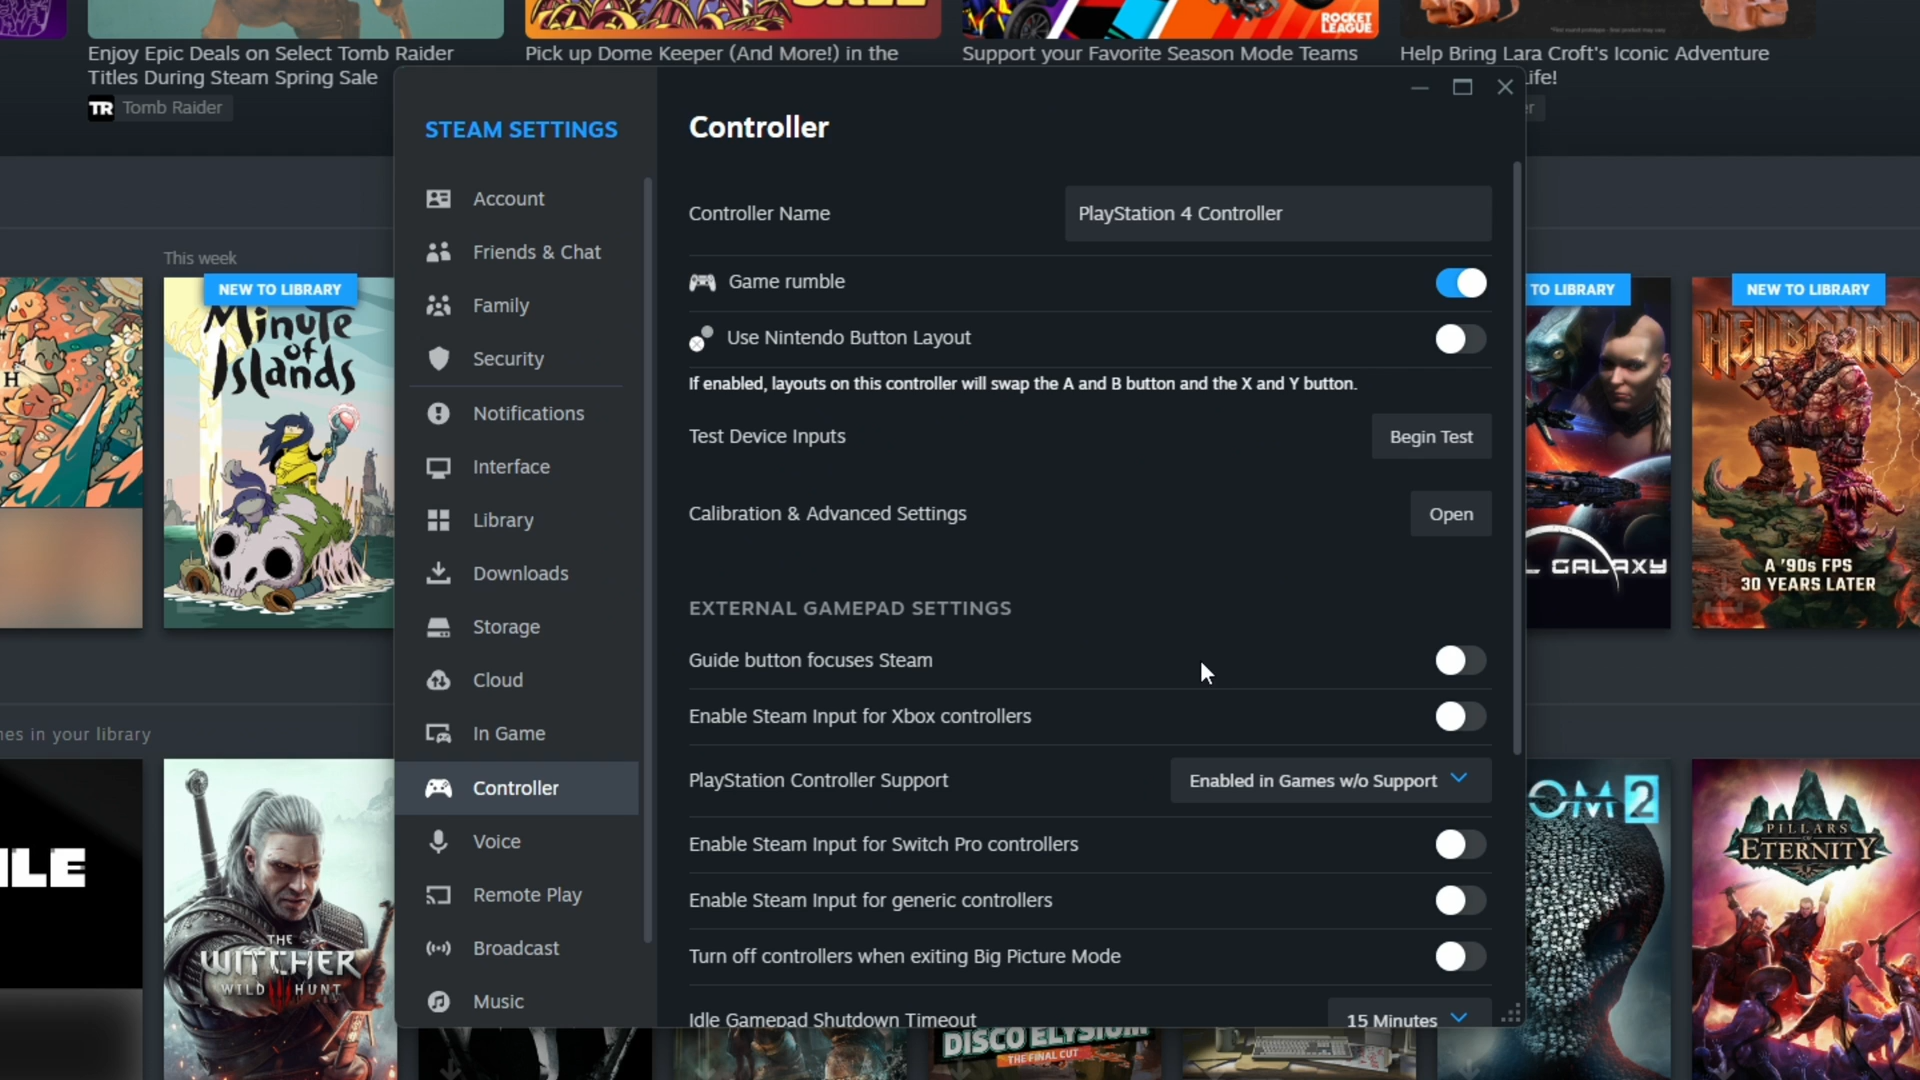 Enjoy Epic Deals on Select Tomb Raider
Titles During Steam Spring Sale
TR Tomb Raider
Pick up Dome Keeper (And More!) in the
ROCKET
LEAGUE
Support your Favorite Season Mode Teams
Help Bring Lara Croft's Iconic Adventure
Life!
er
STEAM SETTINGS
Account
Friends & Chat
Family
Security
Notifications
Interface
Library
Downloads
Storage
Cloud
In Game
Controller
Voice
Remote Play
Broadcast
Music
Controller
Controller Name
PlayStation 4 Controller
Game rumble
Use Nintendo Button Layout
If enabled, layouts on this controller will swap the A and B button and the X and Y button.
Test Device Inputs
Begin Test
Calibration & Advanced Settings
Open
EXTERNAL GAMEPAD SETTINGS
Guide button focuses Steam
Enable Steam Input for Xbox controllers
PlayStation Controller Support
Enabled in Games w/o Support
Enable Steam Input for Switch Pro controllers
Enable Steam Input for generic controllers
Turn off controllers when exiting Big Picture Mode
Idle Gamepad Shutdown Timeout
15 Minutes
This week
NEW TO LIBRARY
Minute
of
Islands
H
TO LIBRARY
L GALAXY
NEW TO LIBRARY
HELLBOUND
A '90s FPS
30 YEARS LATER
nes in your library
ILE
THE
WITCHER
WILD HUNT
DISCO ELYSIUM
THE FINAL CUT
OM 2
PILLARS
OF
ETERNITY